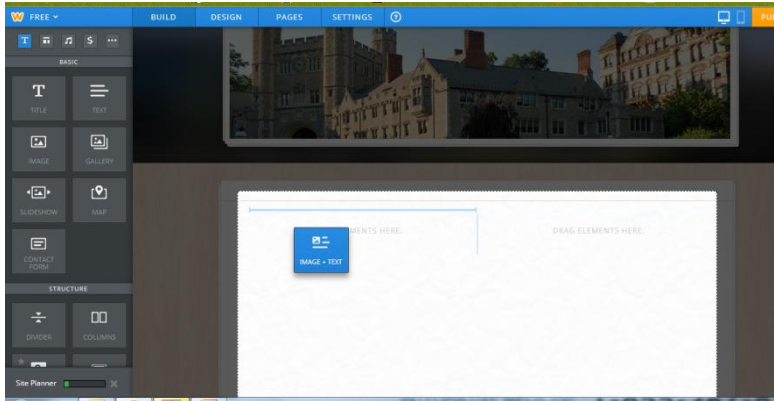 FREE BUILD DESIGN PAGES SETTINGS
T $
BASIC
TITLE TEXT
IMAGE GALLERY
SLIDESHOW MAP
CONTACT
FORM
STRUCTURE
DIVIDER COLUMNS
Site Planner
MENTS HERE. DRAG ELEMENTS HERE.
IMAGE + TEXT